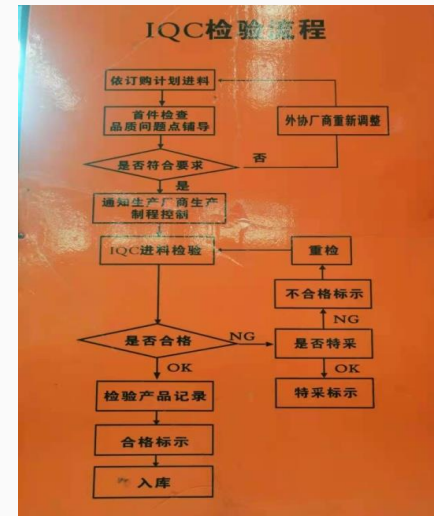 IQC检验流程
依订购计划进料
首件检查
品质问题点铺导
外协厂商重新调整
是否符合要求
否
是
通知生产厂商生产
制程控制
IQC进料检验
重检
不合格标示
NG
是否合格
NG
是否特采
OK
OK
检验产品记录
特采标示
合格标示
入库